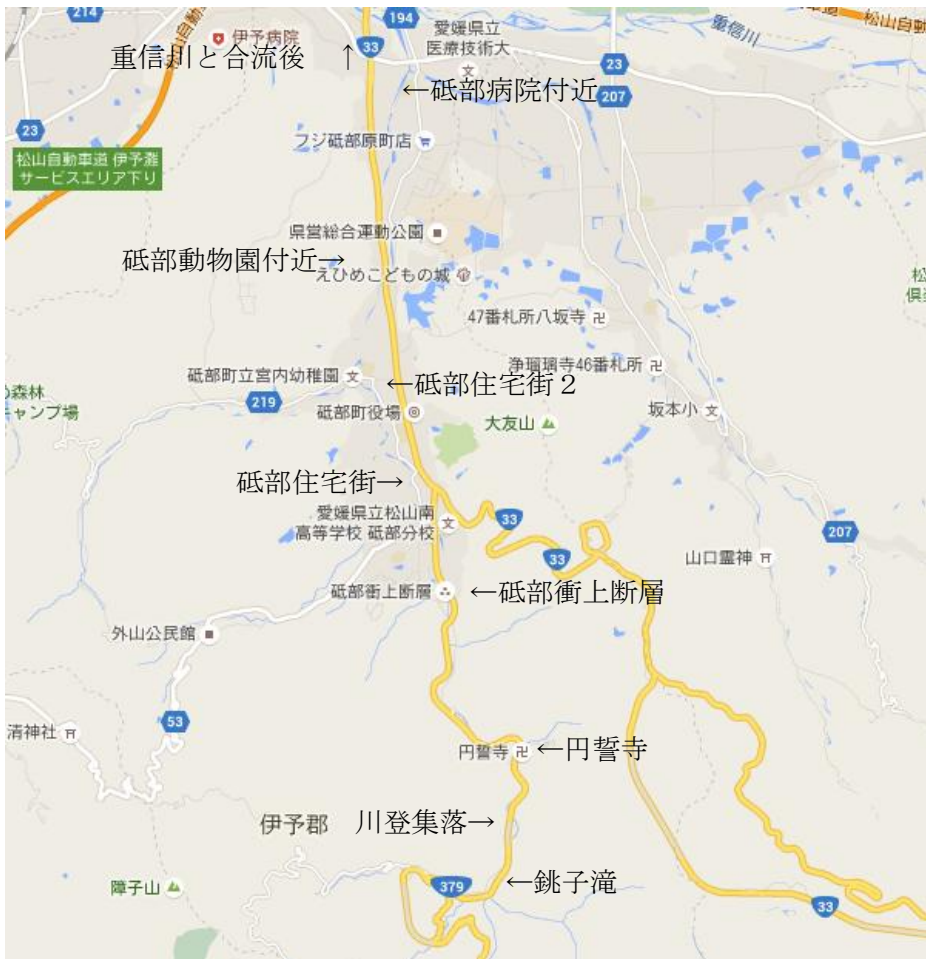 214
194
松山自動車
伊予病院
33
愛媛県立
医療技術大
重信川
松山自動車道
重信川と合流後 ↑
23
←砥部病院付近
207
23
フジ砥部原町店
松山自動車道 伊予灘
サービスエリア下り
県営総合運動公園
砥部動物園付近→
えひめこどもの城
47番札所八坂寺
浄瑠璃寺46番札所
砥部町立宮内幼稚園
←砥部住宅街2
森林
キャンプ場
219
砥部町役場
大友山
坂本小
砥部住宅街→
愛媛県立松山南
高等学校 砥部分校
33
207
33
山口霊神
砥部衝上断層
←砥部衝上断層
外山公民館
53
清神社
円誓寺
←円誓寺
伊予郡
川登集落→
障子山
379
←銚子滝
33